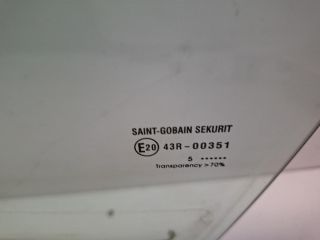 SAINT-GOBAIN SEKURIT
E20 43R-00351
5 ••••••
Transparency > 70%